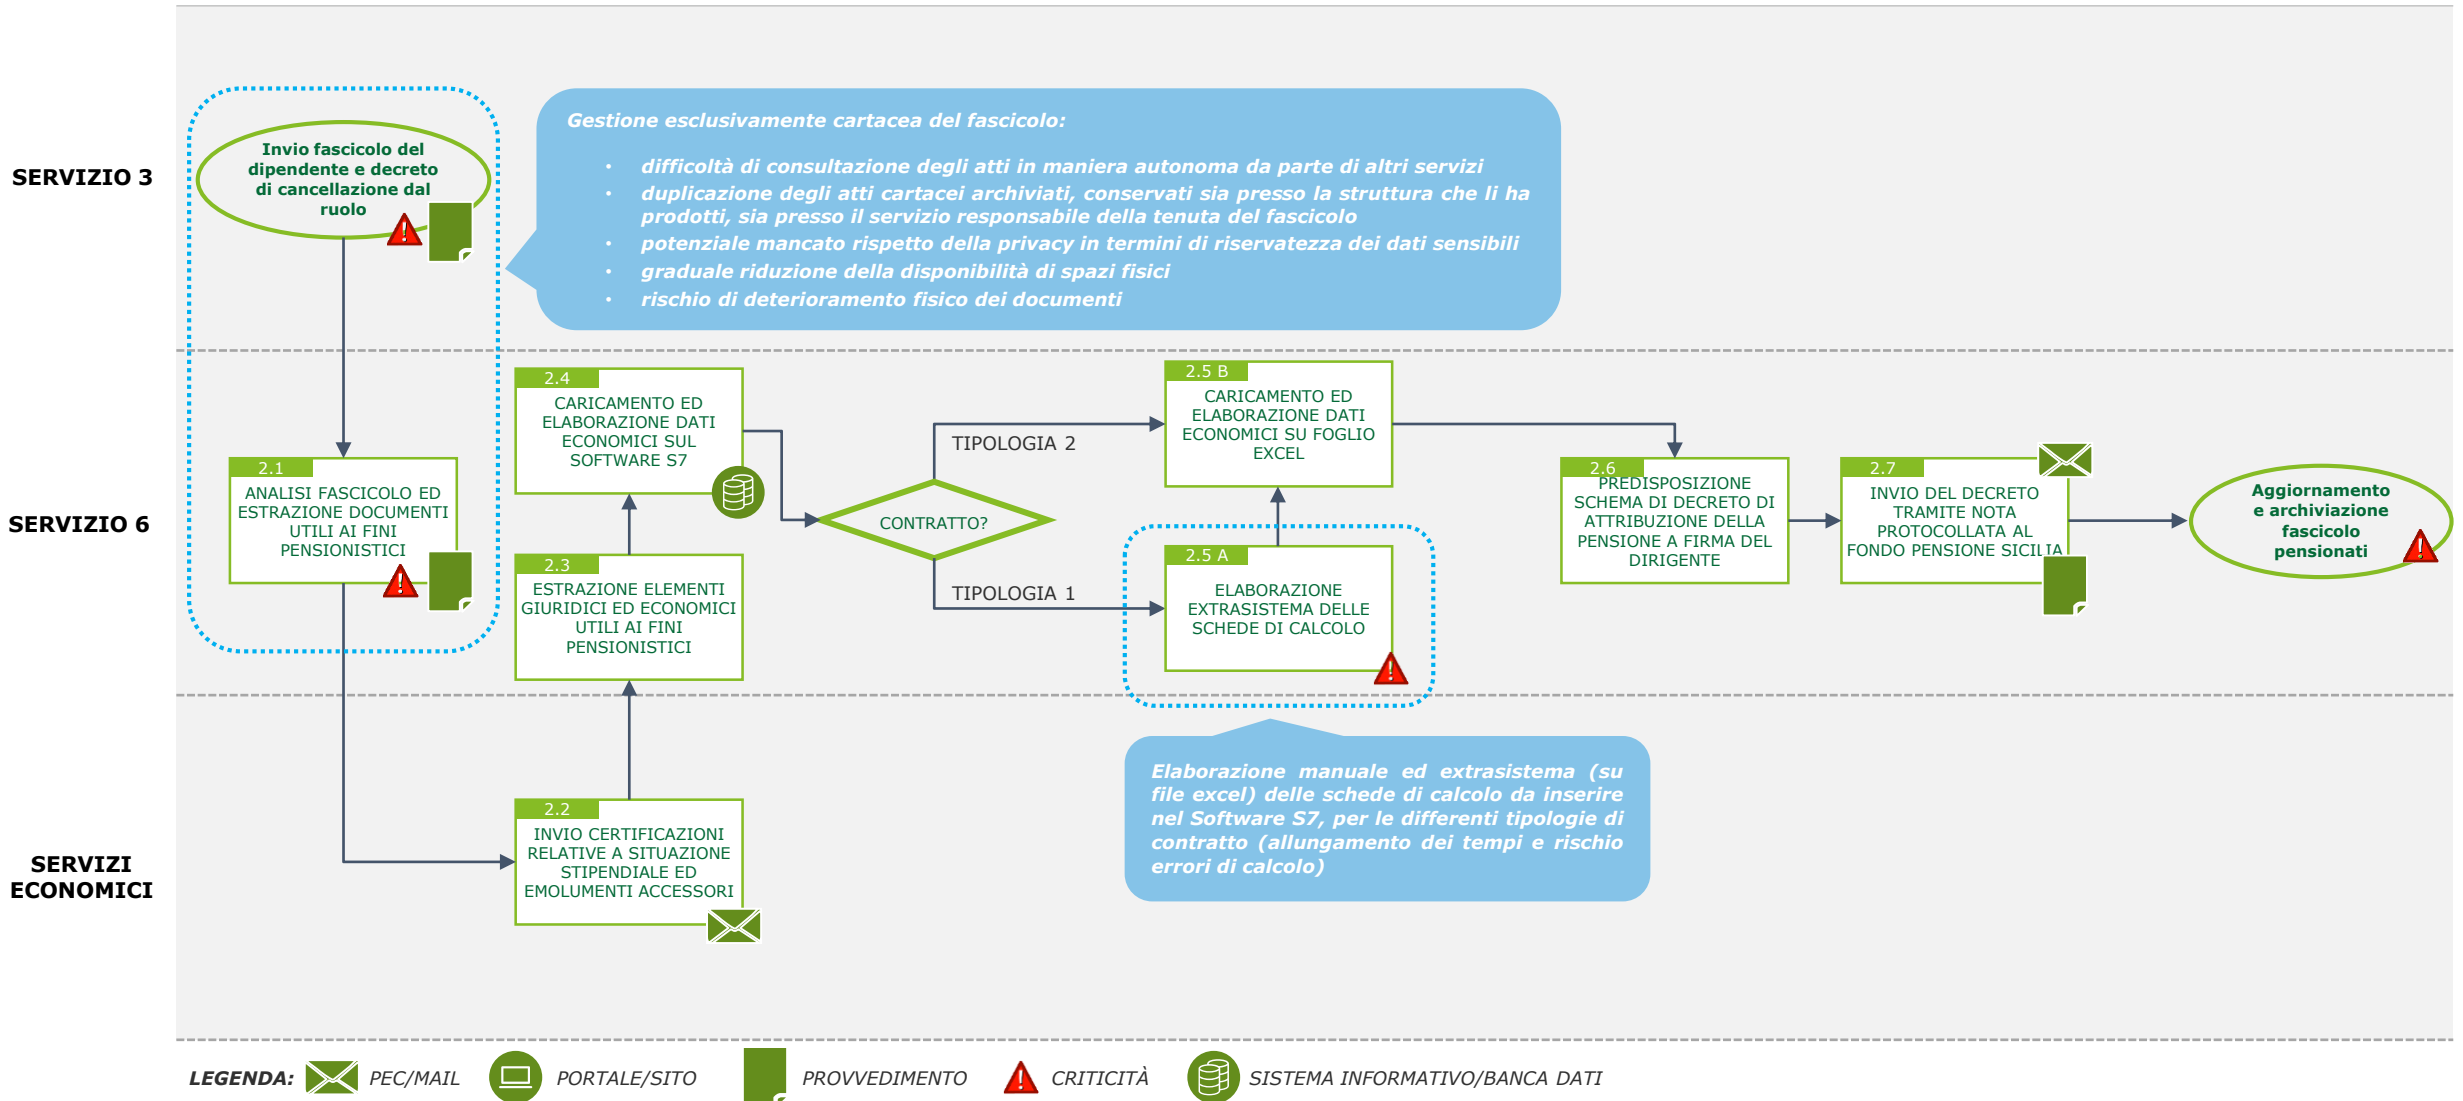 SERVIZIO 3
Invio fascicolo del
dipendente e decreto
di cancellazione dal
ruolo
Gestione esclusivamente cartacea del fascicolo:
• difficoltà di consultazione degli atti in maniera autonoma da parte di altri servizi
• duplicazione degli atti cartacei archiviati, conservati sia presso la struttura che li ha
prodotti, sia presso il servizio responsabile della tenuta del fascicolo
• potenziale mancato rispetto della privacy in termini di riservatezza dei dati sensibili
• graduale riduzione della disponibilità di spazi fisici
• rischio di deterioramento fisico dei documenti
SERVIZIO 6
2.1
ANALISI FASCICOLO ED
ESTRAZIONE DOCUMENTI
UTILI AI FINI
PENSIONISTICI
2.4
CARICAMENTO ED
ELABORAZIONE DATI
ECONOMICI SUL
SOFTWARE S7
2.3
ESTRAZIONE ELEMENTI
GIURIDICI ED ECONOMICI
UTILI AI FINI
PENSIONISTICI
CONTRATTO?
TIPOLOGIA 2
TIPOLOGIA 1
2.5 B
CARICAMENTO ED
ELABORAZIONE DATI
ECONOMICI SU FOGLIO
EXCEL
2.5 A
ELABORAZIONE
EXTRASISTEMA DELLE
SCHEDE DI CALCOLO
2.6
PREDISPOSIZIONE
SCHEMA DI DECRETO DI
ATTRIBUZIONE DELLA
PENSIONE A FIRMA DEL
DIRIGENTE
2.7
INVIO DEL DECRETO
TRAMITE NOTA
PROTOCOLLATA AL
FONDO PENSIONE SICILIA
Aggiornamento
e archiviazione
fascicolo
pensionati
SERVIZI
ECONOMICI
2.2
INVIO CERTIFICAZIONI
RELATIVE A SITUAZIONE
STIPENDIALE ED
EMOLUMENTI ACCESSORI
Elaborazione manuale ed extrasistema (su
file excel) delle schede di calcolo da inserire
nel Software S7, per le differenti tipologie di
contratto (allungamento dei tempi e rischio
errori di calcolo)
LEGENDA: PEC/MAIL PORTALE/SITO PROVVEDIMENTO CRITICITÀ SISTEMA INFORMATIVO/BANCA DATI